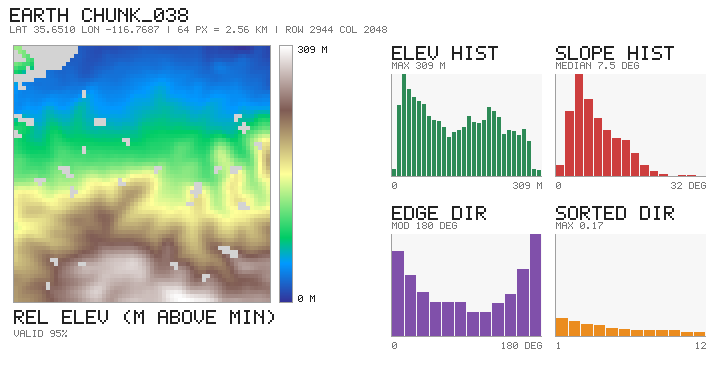 EARTH CHUNK_038
LAT 35.6510 LON -116.7687 | 64 PX = 2.56 KM | ROW 2944 COL 2048
309 M
0 M
REL ELEV (M ABOVE MIN)
VALID 95%
ELEV HIST
MAX 309 M
0 309 M
SLOPE HIST
MEDIAN 7.5 DEG
0 32 DEG
EDGE DIR
MOD 180 DEG
0 180 DEG
SORTED DIR
MAX 0.17
1 12